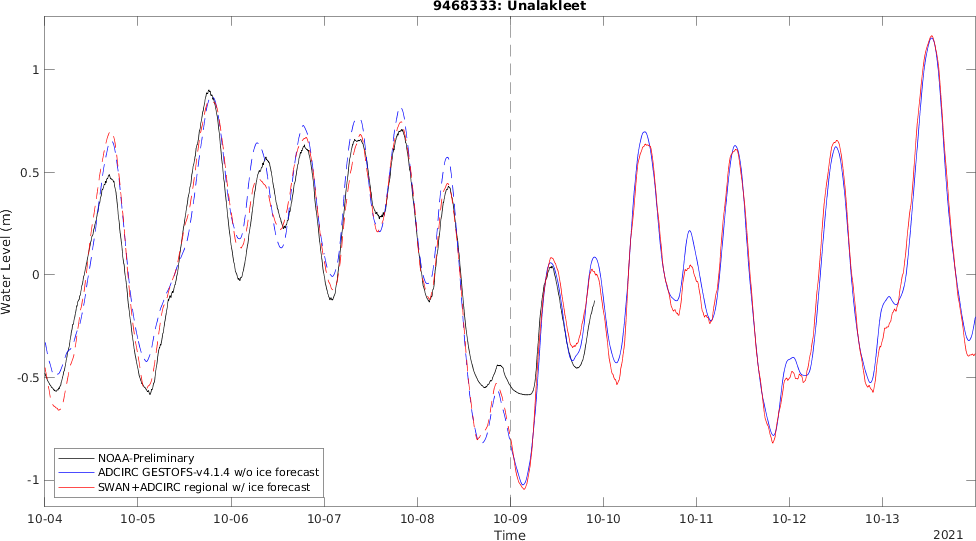 9468333: Unalakleet
Water Level (m)
1
0.5
0
-0.5
-1
NOAA-Preliminary
ADCIRC GESTOFS-v4.1.4 w/o ice forecast
SWAN+ADCIRC regional w/ ice forecast
10-04 10-05 10-06 10-07 10-08 10-09 10-10 10-11 10-12 10-13
Time
2021